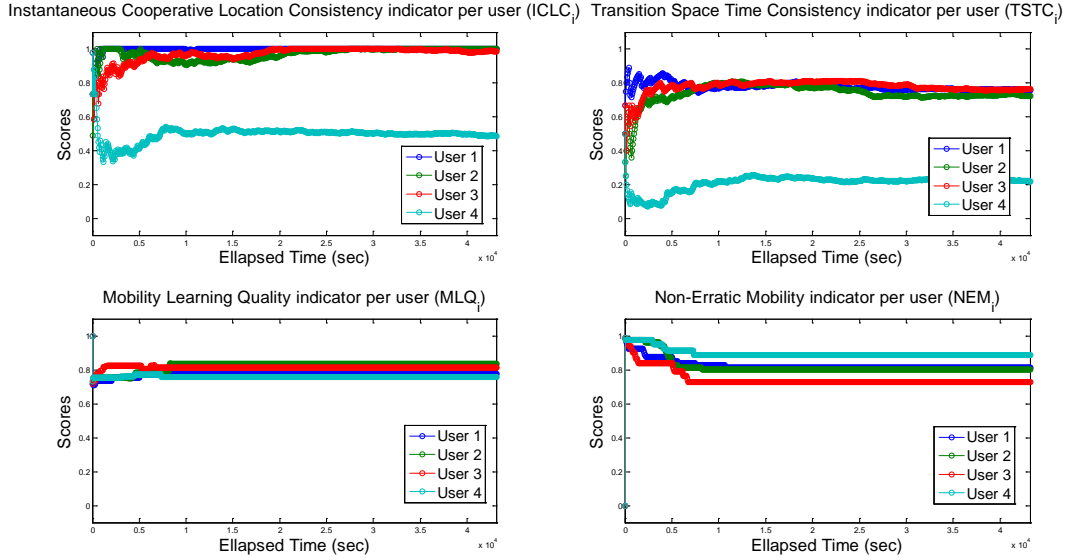 Instantaneous Cooperative Location Consistency indicator per user (ICLCi)
1
0.8
0.6
0.4
0.2
0
Scores
0 0.5 1 1.5 2 2.5 3 3.5 4
Ellapsed Time (sec)
x 10^4
User 1
User 2
User 3
User 4
Transition Space Time Consistency indicator per user (TSTCi)
1
0.8
0.6
0.4
0.2
0
Scores
0 0.5 1 1.5 2 2.5 3 3.5 4
Ellapsed Time (sec)
x 10^4
User 1
User 2
User 3
User 4
Mobility Learning Quality indicator per user (MLQi)
1
0.8
0.6
0.4
0.2
0
Scores
0 0.5 1 1.5 2 2.5 3 3.5 4
Ellapsed Time (sec)
x 10^4
User 1
User 2
User 3
User 4
Non-Erratic Mobility indicator per user (NEMi)
1
0.8
0.6
0.4
0.2
0
Scores
0 0.5 1 1.5 2 2.5 3 3.5 4
Ellapsed Time (sec)
x 10^4
User 1
User 2
User 3
User 4